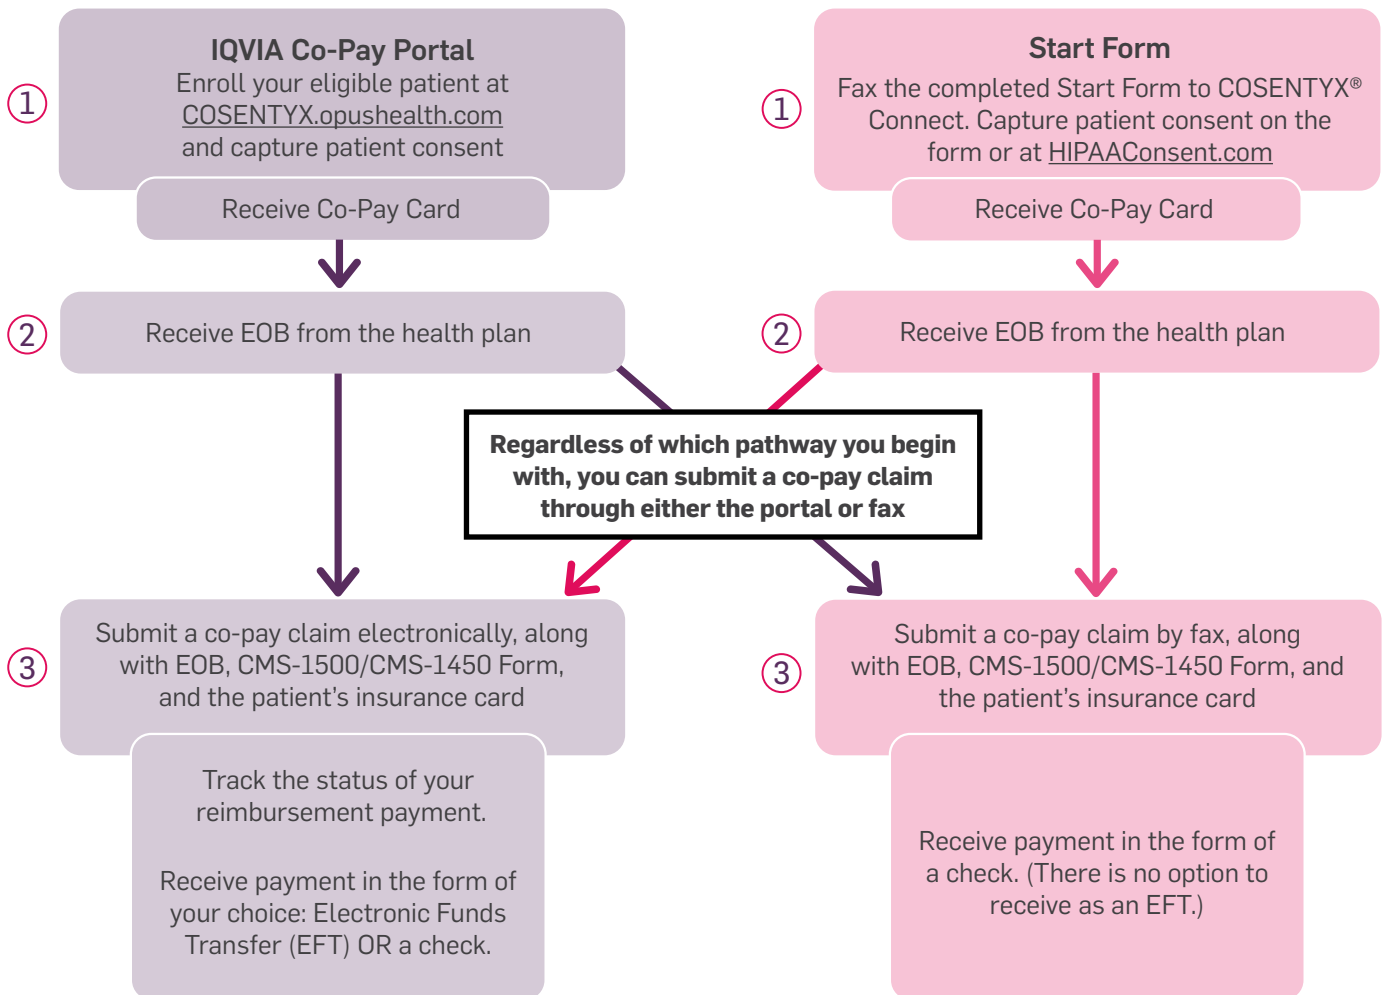 IQVIA Co-Pay Portal
1
Enroll your eligible patient at
COSENTYX.opushealth.com
and capture patient consent
Receive Co-Pay Card
Start Form
1
Fax the completed Start Form to COSENTYX®
Connect. Capture patient consent on the
form or at HIPAAConsent.com
Receive Co-Pay Card
2
Receive EOB from the health plan
2
Receive EOB from the health plan
Regardless of which pathway you begin
with, you can submit a co-pay claim
through either the portal or fax
3
Submit a co-pay claim electronically, along
with EOB, CMS-1500/CMS-1450 Form,
and the patient’s insurance card
Track the status of your
reimbursement payment.
Receive payment in the form of
your choice: Electronic Funds
Transfer (EFT) OR a check.
3
Submit a co-pay claim by fax, along
with EOB, CMS-1500/CMS-1450 Form, and
the patient’s insurance card
Receive payment in the form of
a check. (There is no option to
receive as an EFT.)